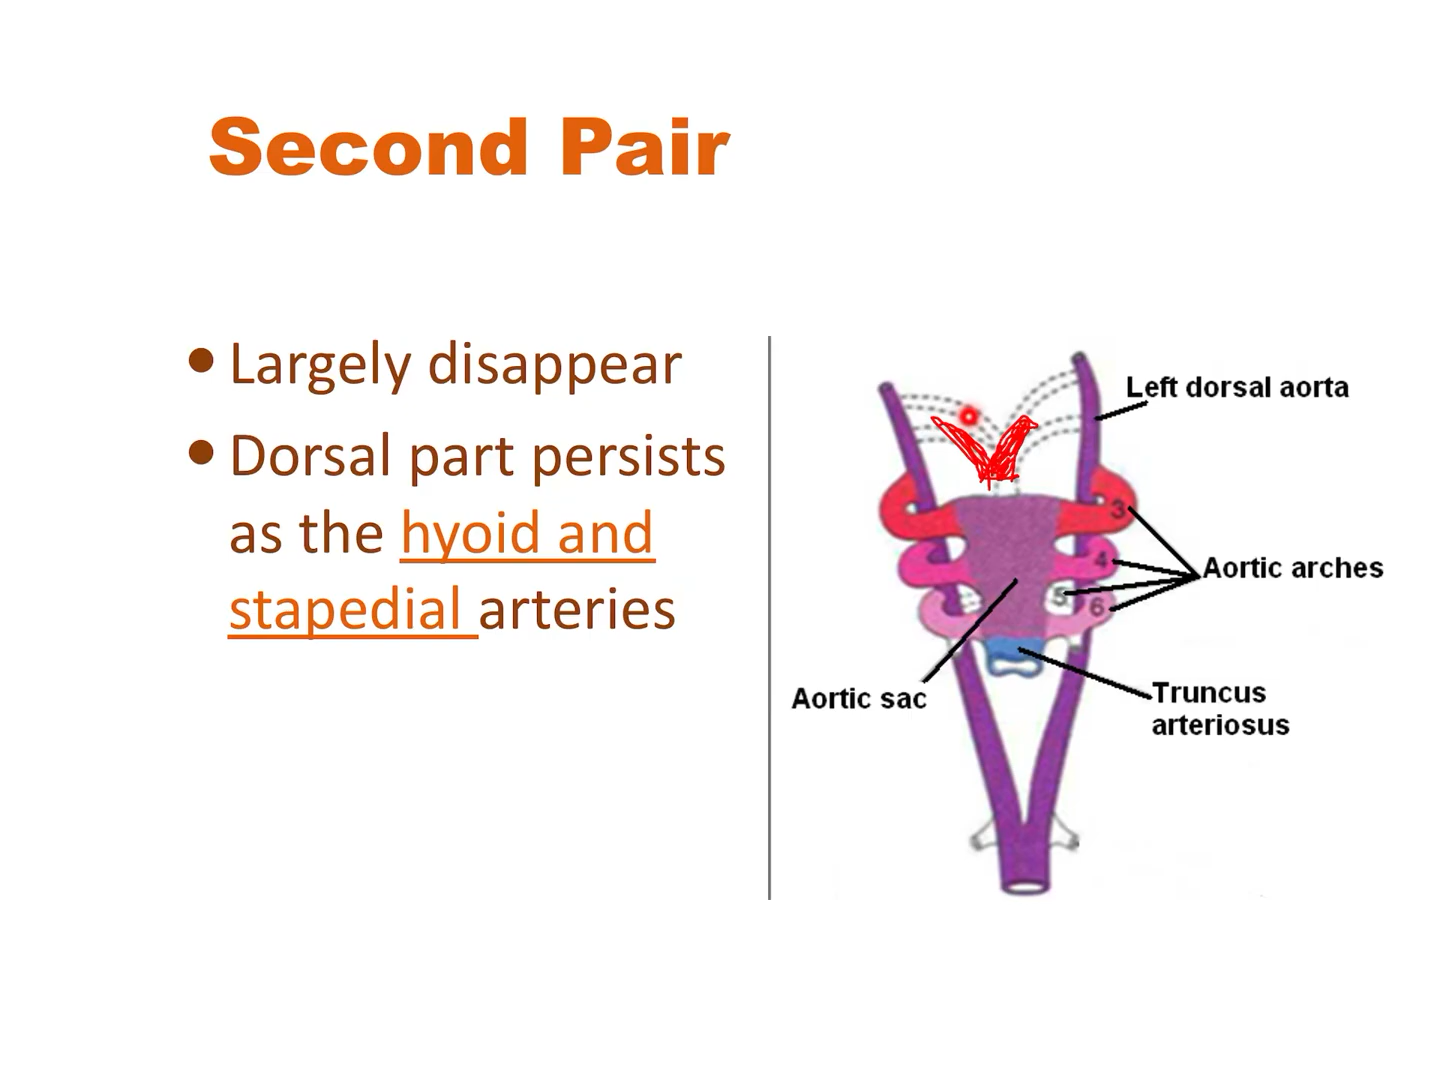 Second Pair
• Largely disappear
• Dorsal part persists
as the hyoid and
stapedial arteries
Left dorsal aorta
3
4
Aortic arches
5
6
Aortic sac
Truncus
arteriosus